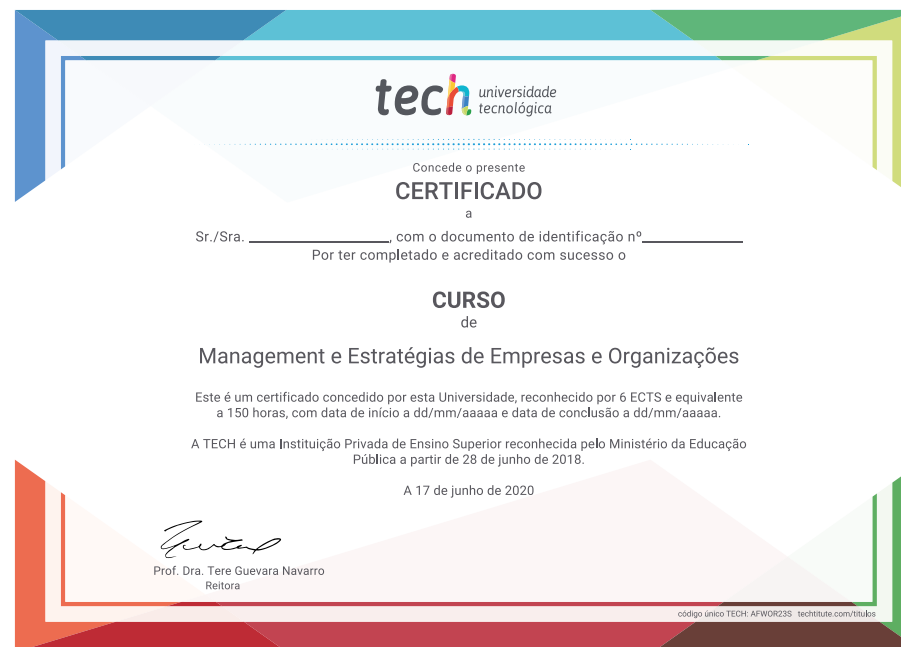 tech universidade
tecnológica
Concede o presente
CERTIFICADO
a
Sr./Sra. ____________________, com o documento de identificação nº______________
Por ter completado e acreditado com sucesso o
CURSO
de
Management e Estratégias de Empresas e Organizações
Este é um certificado concedido por esta Universidade, reconhecido por 6 ECTS e equivalente
a 150 horas, com data de início a dd/mm/aaaaa e data de conclusão a dd/mm/aaaaa.
A TECH é uma Instituição Privada de Ensino Superior reconhecida pelo Ministério da Educação
Pública a partir de 28 de junho de 2018.
A 17 de junho de 2020
Prof. Dra. Tere Guevara Navarro
Reitora
código único TECH: AFWOR23S techtitute.com/titulos